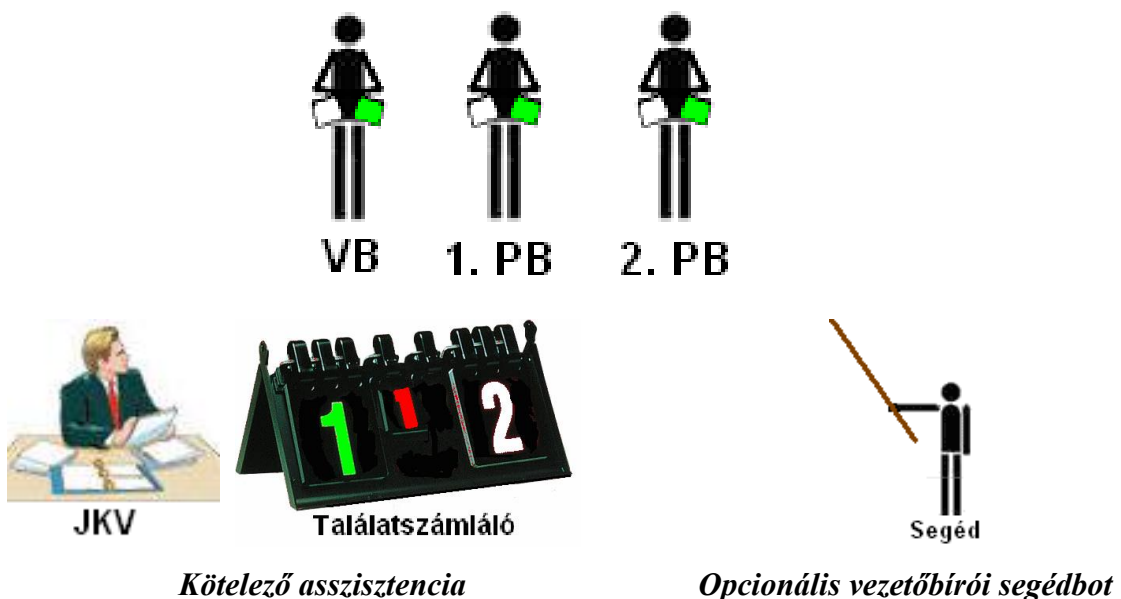 VB 1. PB 2. PB
1 1 2
JKV Találatszámláló Segéd
Kötelező asszisztencia Opcionális vezetőbírói segédbot